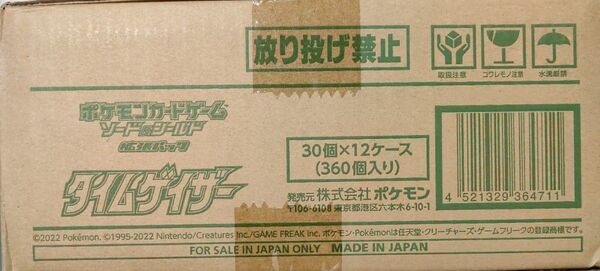 放り投げ禁止
取扱注意
コワレモノ注意
水濡厳禁
ポケモンカードゲーム
ソード&シールド
拡張パック
タイムゲイザー
30個×12ケース
(360個入り)
発売元 株式会社 ポケモン
〒106-6108 東京都港区六本木6-10-1
4 521329 364711
©2022 Pokémon. ©1995-2022 Nintendo/Creatures Inc./GAME FREAK inc. ポケモン・Pokémonは任天堂・クリーチャーズ・ゲームフリークの登録商標です。
FOR SALE IN JAPAN ONLY MADE IN JAPAN